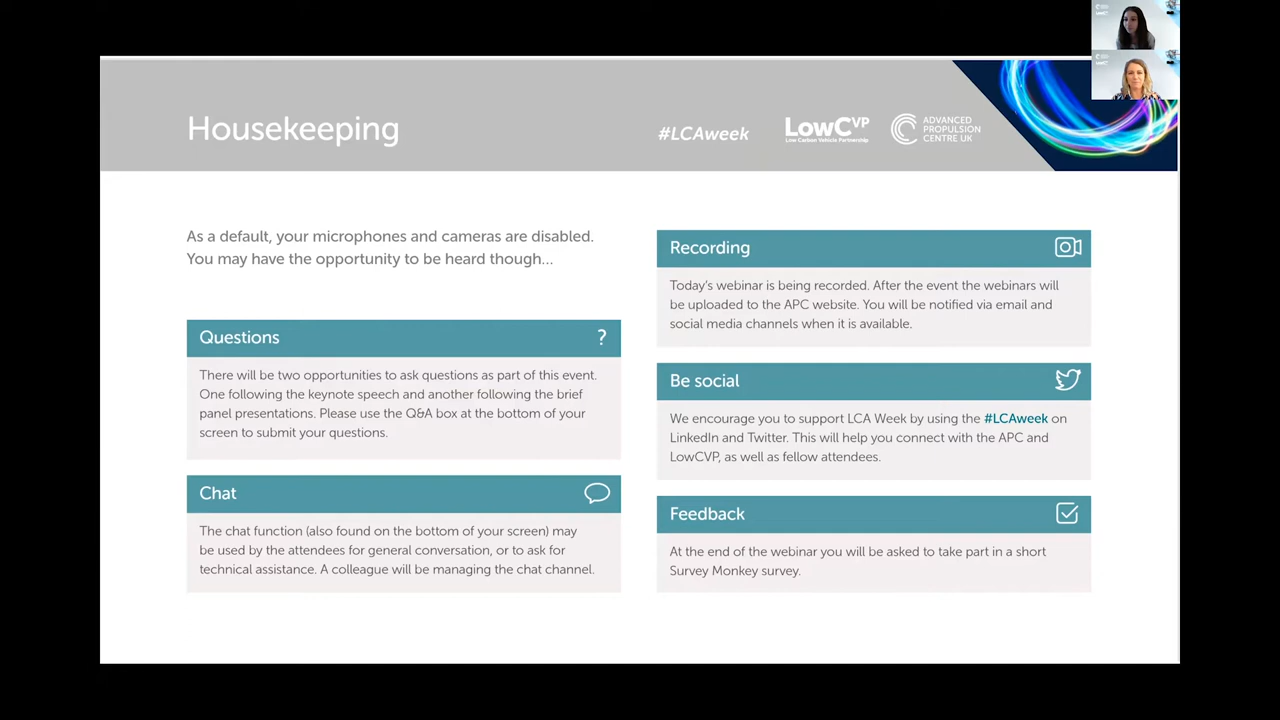 Housekeeping
#LCAweek
LowCVP
Low Carbon Vehicle Partnership
ADVANCED
PROPULSION
CENTRE UK
As a default, your microphones and cameras are disabled.
You may have the opportunity to be heard though…
Questions
?
There will be two opportunities to ask questions as part of this event.
One following the keynote speech and another following the brief
panel presentations. Please use the Q&A box at the bottom of your
screen to submit your questions.
Chat
The chat function (also found on the bottom of your screen) may
be used by the attendees for general conversation, or to ask for
technical assistance. A colleague will be managing the chat channel.
Recording
Today's webinar is being recorded. After the event the webinars will
be uploaded to the APC website. You will be notified via email and
social media channels when it is available.
Be social
We encourage you to support LCA Week by using the #LCAweek on
LinkedIn and Twitter. This will help you connect with the APC and
LowCVP, as well as fellow attendees.
Feedback
At the end of the webinar you will be asked to take part in a short
Survey Monkey survey.